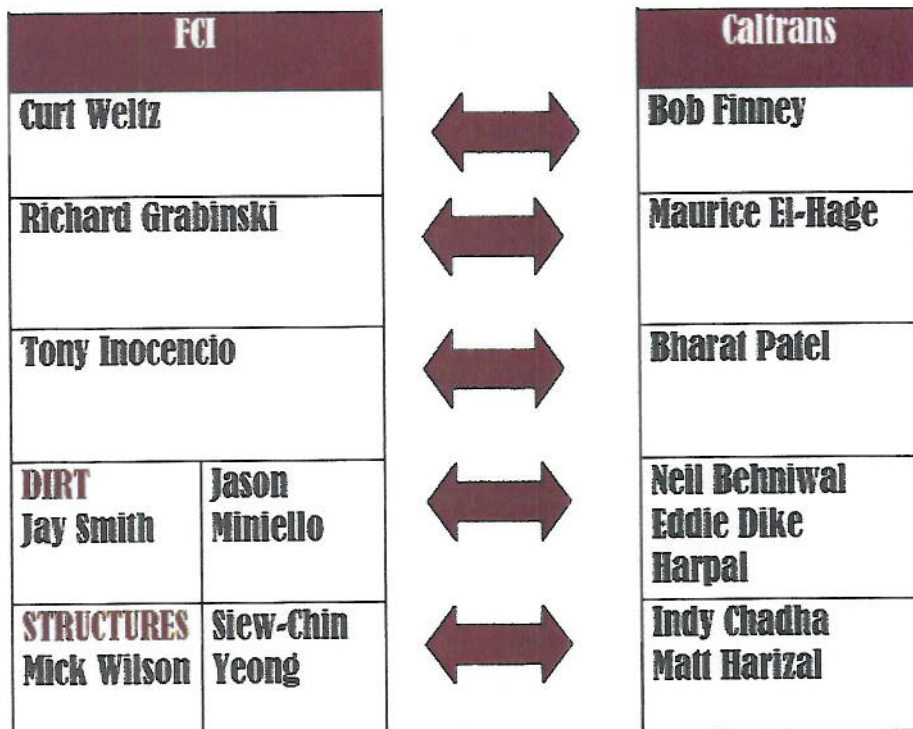 FCI
Caltrans
Curt Weltz
Bob Finney
Richard Grabinski
Maurice El-Hage
Tony Inocencio
Bharat Patel
DIRT
Jay Smith
Jason
Miniello
Neil Behniwal
Eddie Dike
Harpal
STRUCTURES
Mick Wilson
Siew-Chin
Yeong
Indy Chadha
Matt Harizal